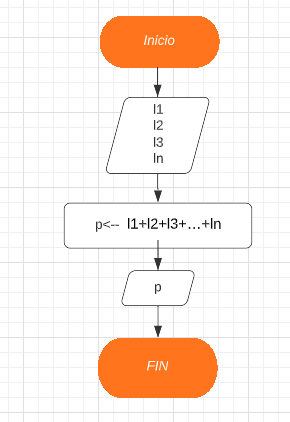 Inicio
l1
l2
l3
ln
p<-- l1+l2+l3+...+ln
p
FIN